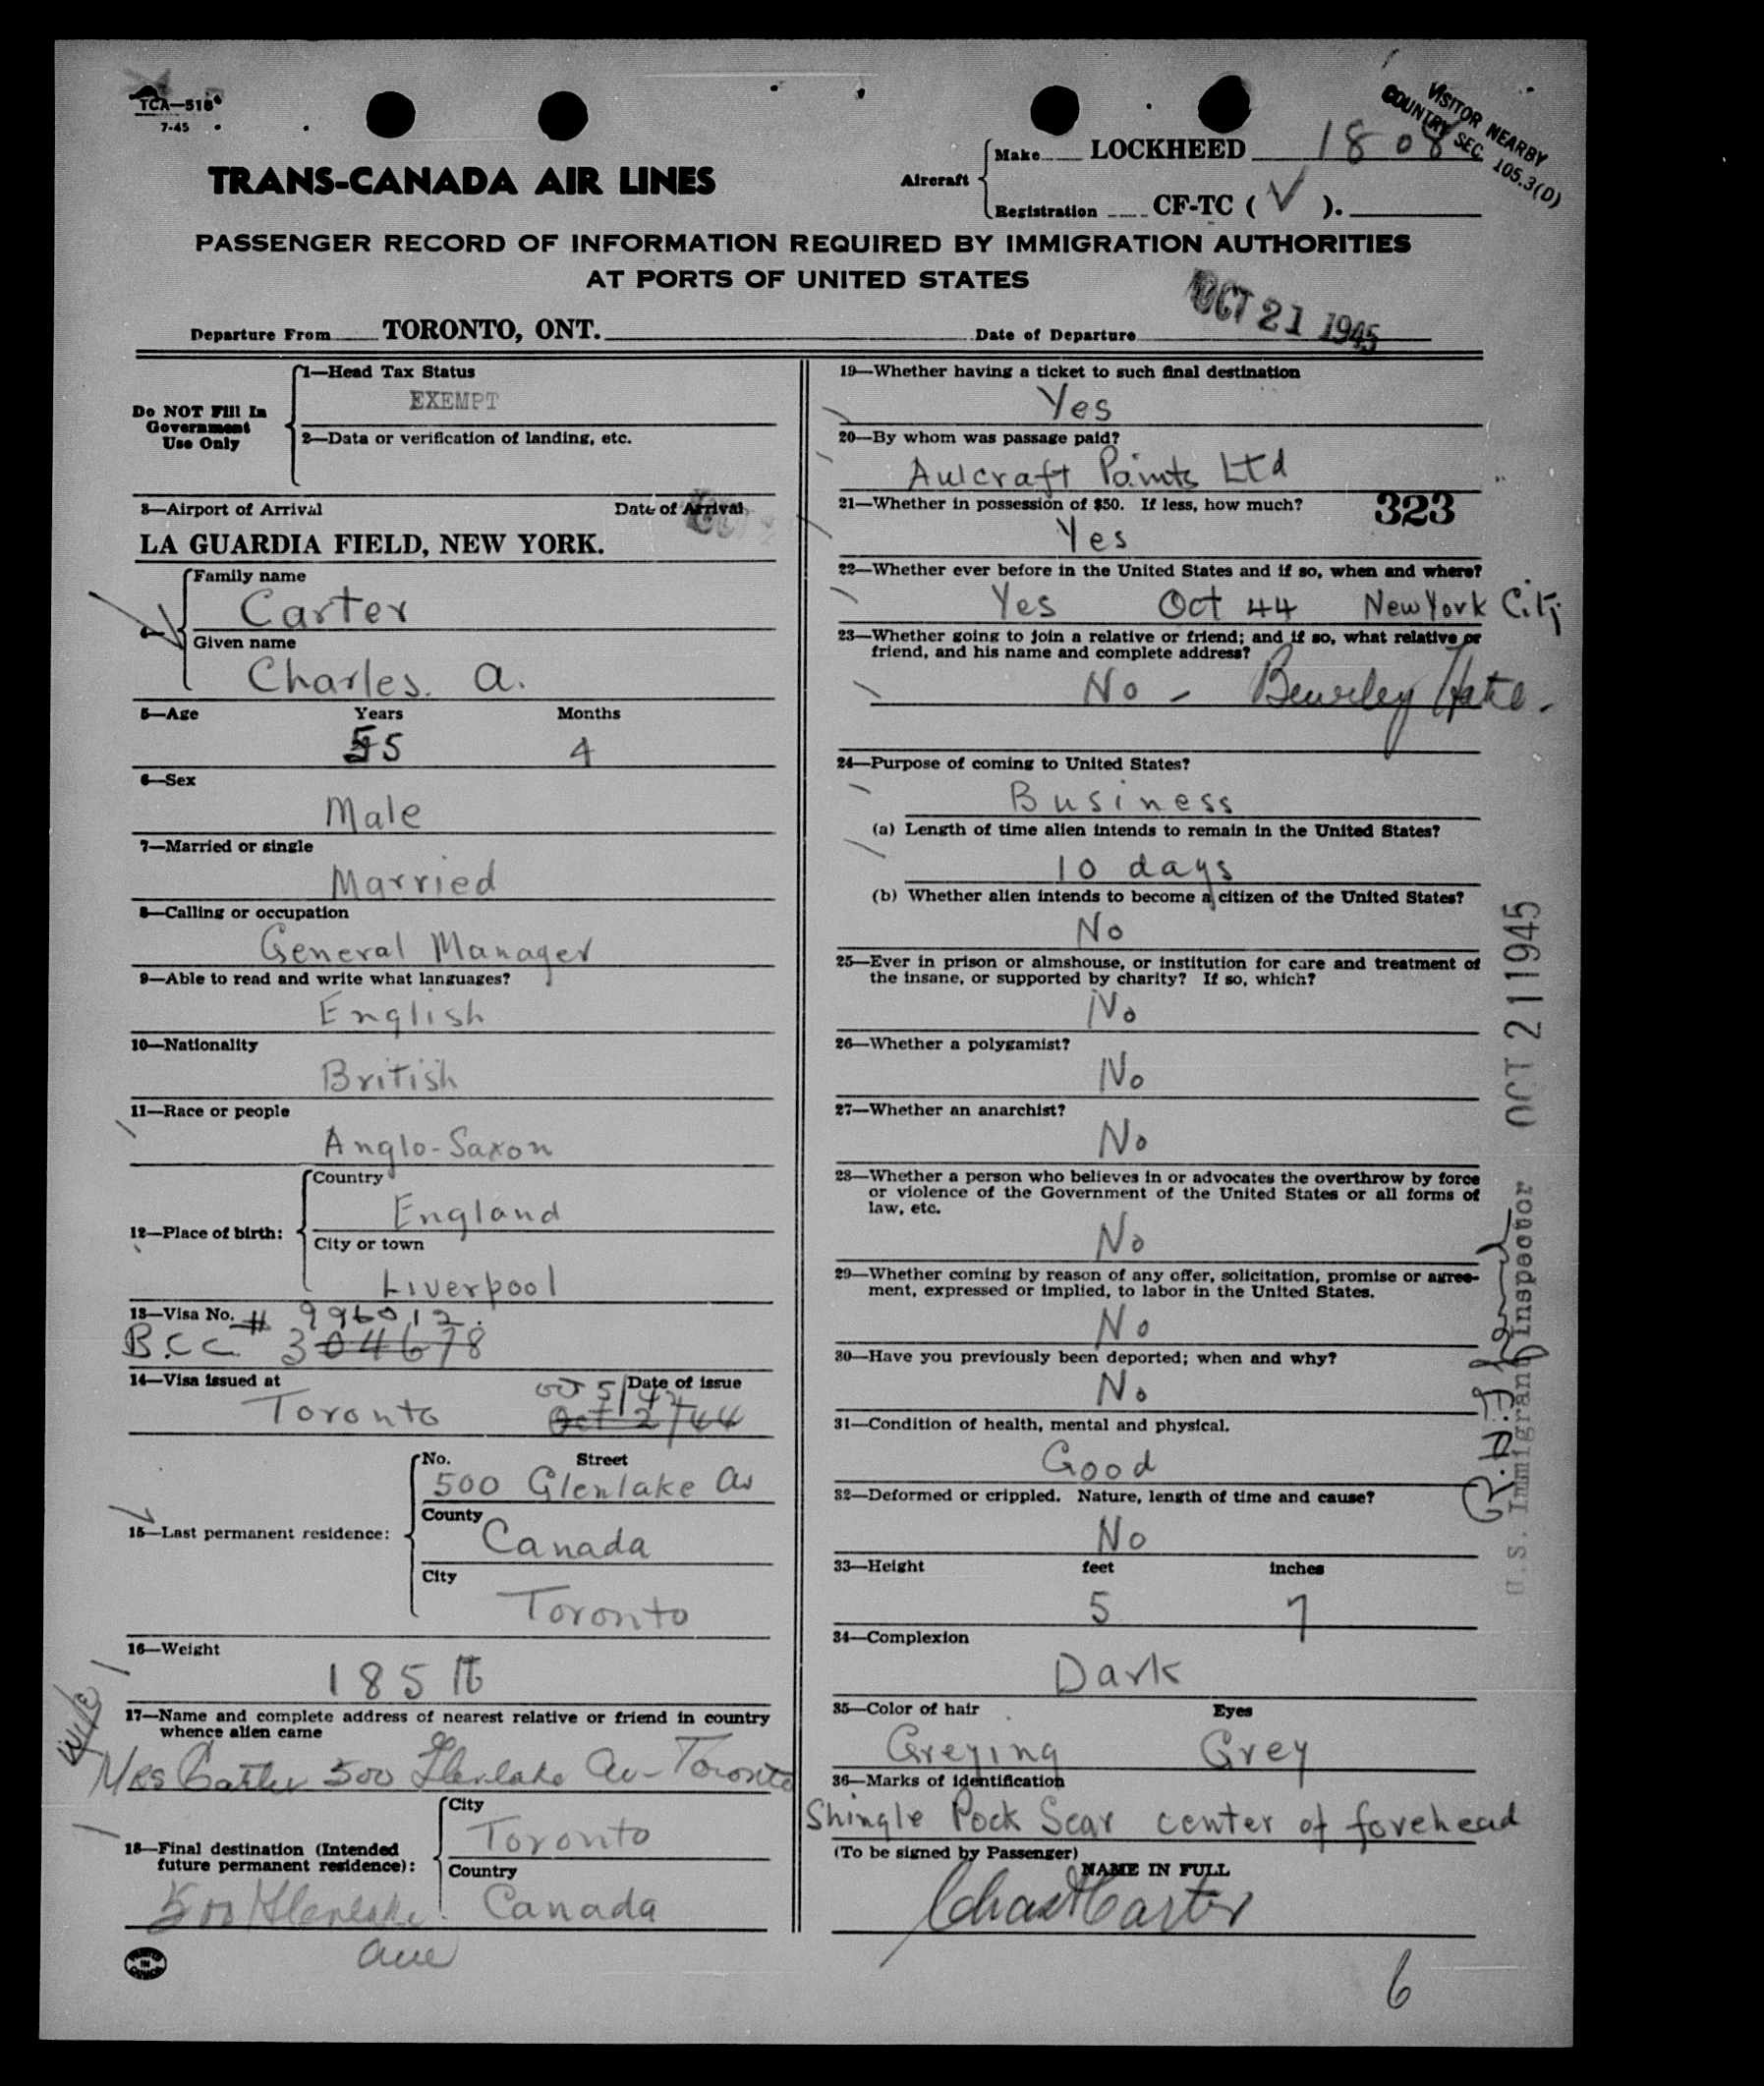 TCA—518
7-45
VISITOR NEARBY
COUNTRY SEC. 105.3(D)
TRANS-CANADA AIR LINES
Aircraft
Make LOCKHEED 1808
Registration CF-TC ( V ).
PASSENGER RECORD OF INFORMATION REQUIRED BY IMMIGRATION AUTHORITIES
AT PORTS OF UNITED STATES
Departure From TORONTO, ONT. Date of Departure OCT 21 1945
Do NOT Fill In
Government
Use Only
1—Head Tax Status
EXEMPT
2—Data or verification of landing, etc.
3—Airport of Arrival Date of Arrival
LA GUARDIA FIELD, NEW YORK.
4—
Family name
Carter
Given name
Charles. A.
5—Age Years Months
55 4
6—Sex
Male
7—Married or single
Married
8—Calling or occupation
General Manager
9—Able to read and write what languages?
English
10—Nationality
British
11—Race or people
Anglo-Saxon
12—Place of birth:
Country
England
City or town
Liverpool
13—Visa No. # 996012.
B.C.C. 304678
14—Visa issued at Date of issue
Toronto Oct 2/44
15—Last permanent residence:
No. Street
500 Glenlake Av
County
Canada
City
Toronto
16—Weight
185 lb
wife
17—Name and complete address of nearest relative or friend in country
whence alien came
Mrs Carter 500 Glenlake Av - Toronto
18—Final destination (Intended
future permanent residence):
City
Toronto
Country
Canada
500 Glenlake
Ave
19—Whether having a ticket to such final destination
Yes
20—By whom was passage paid?
Aulcraft Paints Ltd
21—Whether in possession of $50. If less, how much?
323
Yes
22—Whether ever before in the United States and if so, when and where?
Yes Oct 44 New York City
23—Whether going to join a relative or friend; and if so, what relative or
friend, and his name and complete address?
No -
24—Purpose of coming to United States?
Business
(a) Length of time alien intends to remain in the United States?
10 days
(b) Whether alien intends to become a citizen of the United States?
No
25—Ever in prison or almshouse, or institution for care and treatment of
the insane, or supported by charity? If so, which?
No
26—Whether a polygamist?
No
27—Whether an anarchist?
No
28—Whether a person who believes in or advocates the overthrow by force
or violence of the Government of the United States or all forms of
law, etc.
No
29—Whether coming by reason of any offer, solicitation, promise or agree-
ment, expressed or implied, to labor in the United States.
No
30—Have you previously been deported; when and why?
No
31—Condition of health, mental and physical.
Good
32—Deformed or crippled. Nature, length of time and cause?
No
33—Height feet inches
5 7
34—Complexion
Dark
35—Color of hair Eyes
Greying Grey
36—Marks of identification
Shingle Pock Scar center of forehead
(To be signed by Passenger)
NAME IN FULL
Chas A Carter
6
OCT 21 1945
U.S. Immigrant Inspector